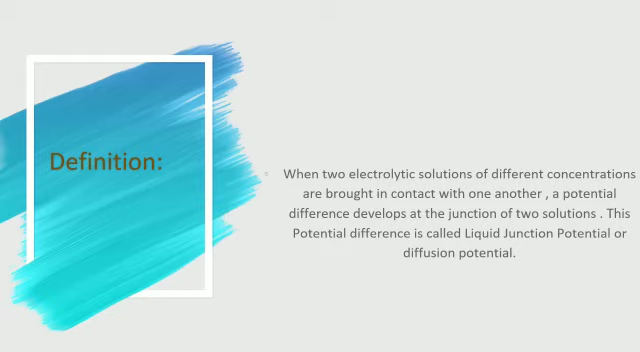 Definition:
When two electrolytic solutions of different concentrations
are brought in contact with one another , a potential
difference develops at the junction of two solutions . This
Potential difference is called Liquid Junction Potential or
diffusion potential.